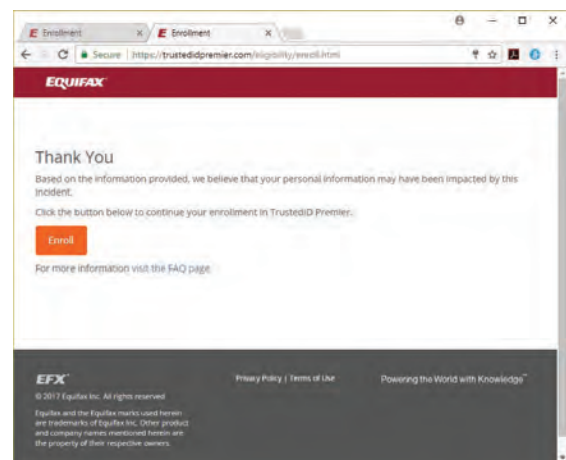 Enrollment
Enrollment
Secure https://trustedidpremier.com/eligibility/enroll.html
EQUIFAX
Thank You
Based on the information provided, we believe that your personal information may have been impacted by this
incident.
Click the button below to continue your enrollment in TrustedID Premier.
Enroll
For more information visit the FAQ page
EFX
Privacy Policy | Terms of Use
Powering the World with Knowledge™
© 2017 Equifax Inc. All rights reserved
Equifax and the Equifax marks used herein
are trademarks of Equifax Inc. Other product
and company names mentioned herein are
the property of their respective owners.